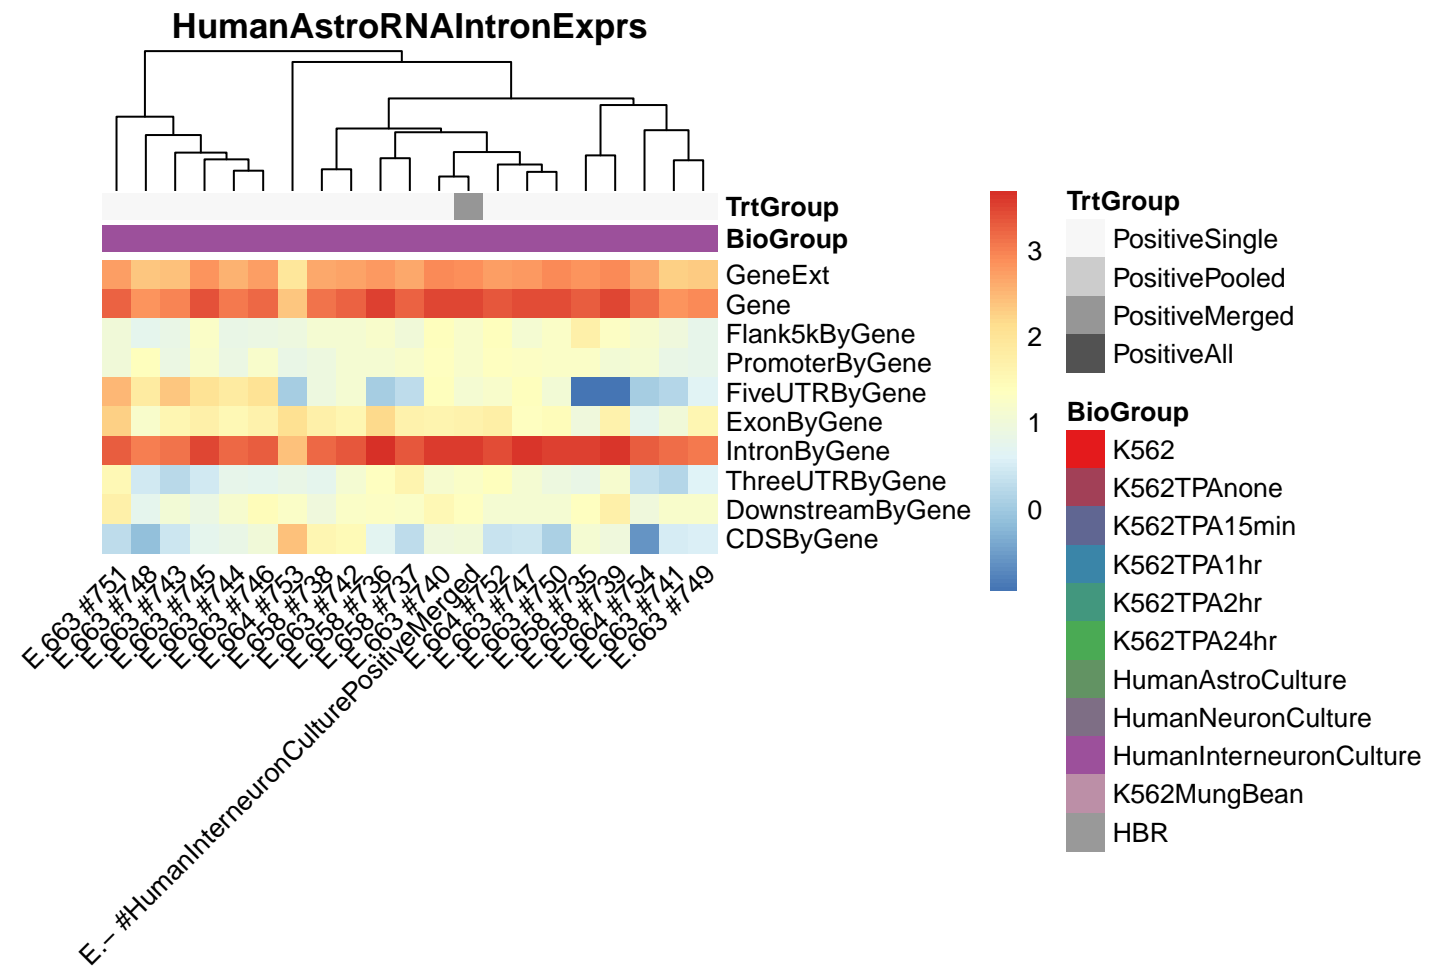 HumanAstroRNAIntronExprs
TrtGroup
BioGroup
GeneExt
Gene
Flank5kByGene
PromoterByGene
FiveUTRByGene
ExonByGene
IntronByGene
ThreeUTRByGene
DownstreamByGene
CDSByGene
E.663 #751
E.663 #748
E.663 #743
E.663 #745
E.663 #744
E.663 #746
E.664 #753
E.658 #738
E.663 #742
E.658 #736
E.658 #737
E.663 #740
E.– #HumanInterneuronCulturePositiveMerged
E.664 #752
E.663 #747
E.663 #750
E.658 #735
E.658 #739
E.664 #754
E.663 #741
E.663 #749
3
2
1
0
TrtGroup
PositiveSingle
PositivePooled
PositiveMerged
PositiveAll
BioGroup
K562
K562TPAnone
K562TPA15min
K562TPA1hr
K562TPA2hr
K562TPA24hr
HumanAstroCulture
HumanNeuronCulture
HumanInterneuronCulture
K562MungBean
HBR